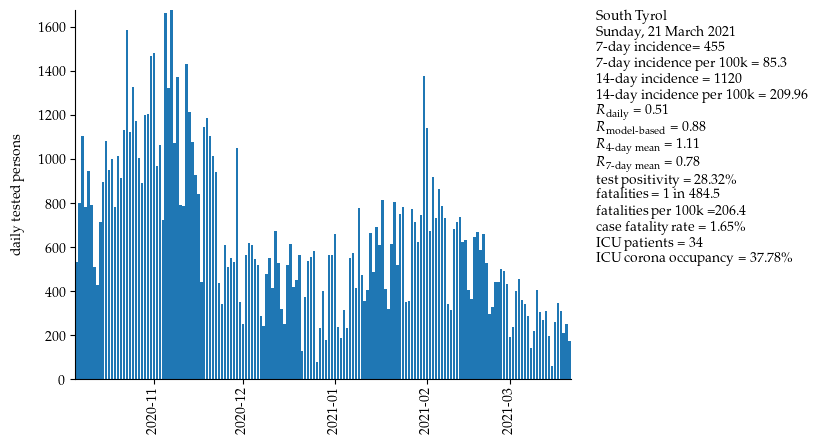 1600
1400
1200
1000
800
600
400
200
0
daily tested persons
2020-11
2020-12
2021-01
2021-02
2021-03
South Tyrol
Sunday, 21 March 2021
7-day incidence= 455
7-day incidence per 100k = 85.3
14-day incidence = 1120
14-day incidence per 100k = 209.96
R daily = 0.51
R model-based = 0.88
R 4-day mean = 1.11
R 7-day mean = 0.78
test positivity = 28.32%
fatalities = 1 in 484.5
fatalities per 100k =206.4
case fatality rate = 1.65%
ICU patients = 34
ICU corona occupancy = 37.78%